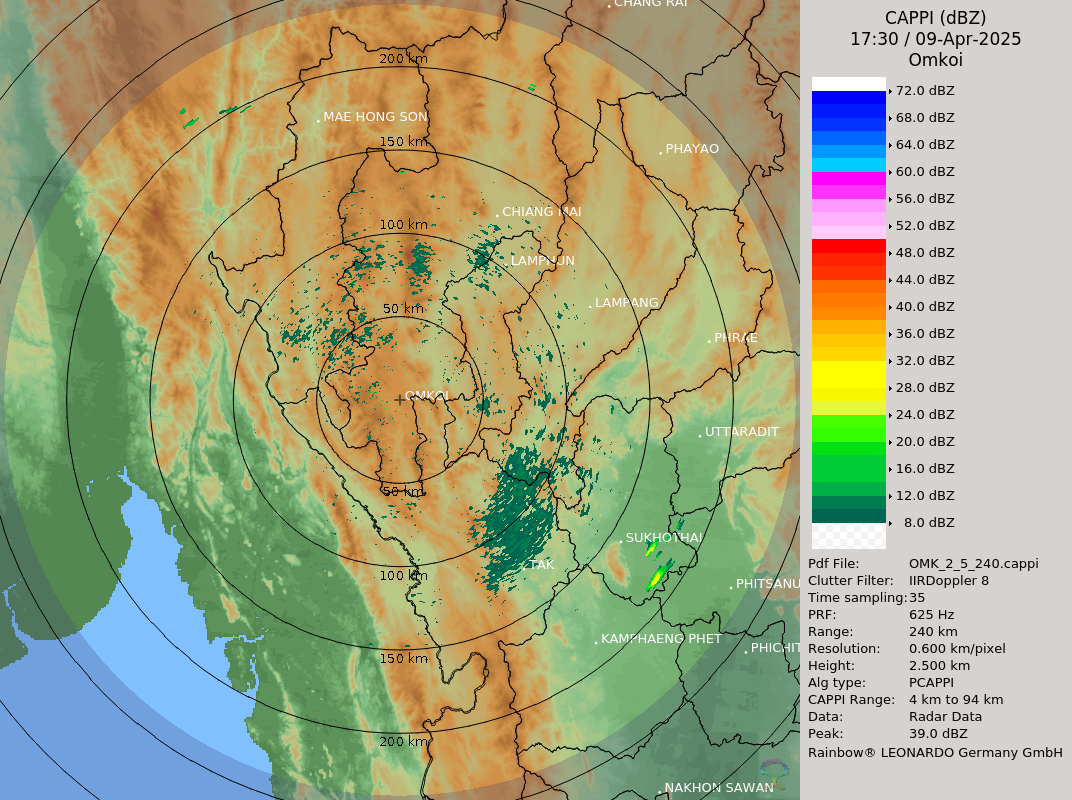 CHANG RAI
200 km
MAE HONG SON
150 km
PHAYAO
CHIANG MAI
100 km
LAMPHUN
50 km
LAMPANG
PHRAE
OMKOI
UTTARADIT
50 km
SUKHOTHAI
TAK
100 km
PHITSANU
KAMPHAENG PHET
PHICHIT
150 km
200 km
NAKHON SAWAN
CAPPI (dBZ)
17:30 / 09-Apr-2025
Omkoi
72.0 dBZ
68.0 dBZ
64.0 dBZ
60.0 dBZ
56.0 dBZ
52.0 dBZ
48.0 dBZ
44.0 dBZ
40.0 dBZ
36.0 dBZ
32.0 dBZ
28.0 dBZ
24.0 dBZ
20.0 dBZ
16.0 dBZ
12.0 dBZ
8.0 dBZ
Pdf File: OMK_2_5_240.cappi
Clutter Filter: IIRDoppler 8
Time sampling: 35
PRF: 625 Hz
Range: 240 km
Resolution: 0.600 km/pixel
Height: 2.500 km
Alg type: PCAPPI
CAPPI Range: 4 km to 94 km
Data: Radar Data
Peak: 39.0 dBZ
Rainbow® LEONARDO Germany GmbH